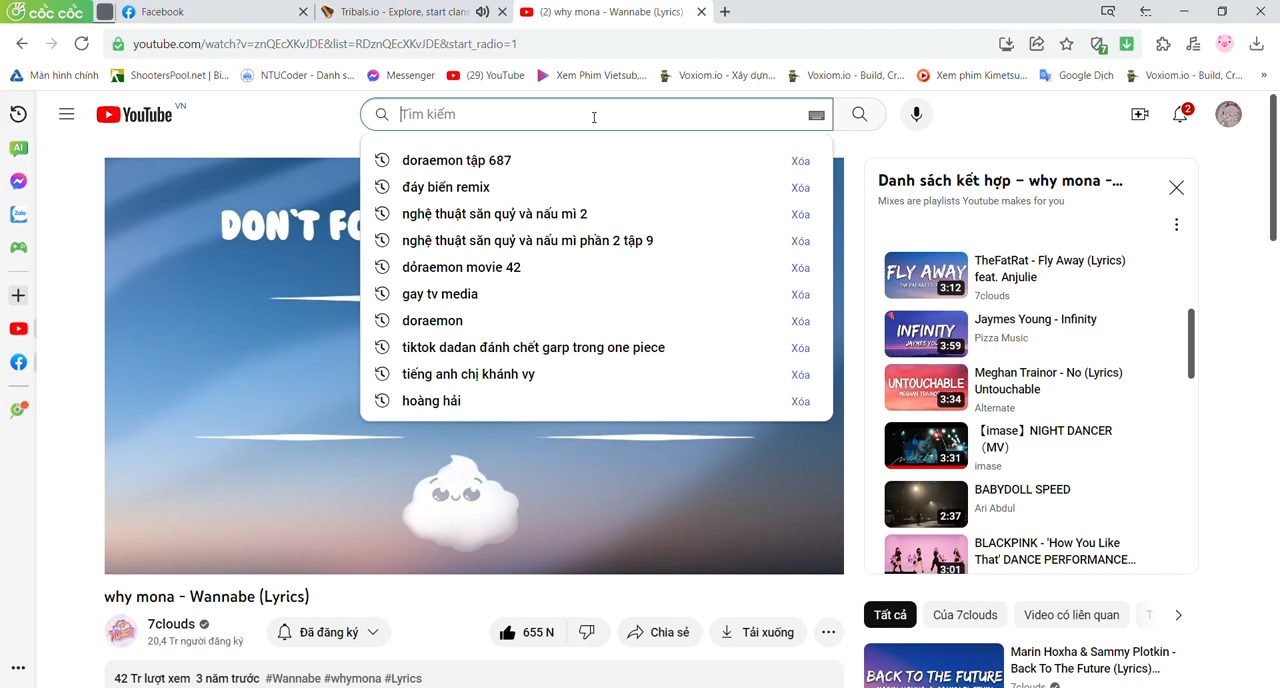 cốc cốc
Facebook
Tribals.io - Explore, start clans
(2) why mona - Wannabe (Lyrics)
youtube.com/watch?v=znQEcXKvJDE&list=RDznQEcXKvJDE&start_radio=1
7
Màn hình chính
ShootersPool.net | Bi...
NTUCoder - Danh s...
Messenger
(29) YouTube
Xem Phim Vietsub,...
Voxiom.io - Xây dựn...
Voxiom.io - Build, Cr...
Xem phim Kimetsu...
Google Dịch
Voxiom.io - Build, Cr...
»
AI
Zalo
YouTube VN
Tìm kiếm
2
doraemon tập 687 Xóa
đáy biển remix Xóa
nghệ thuật săn quỷ và nấu mì 2 Xóa
nghệ thuật săn quỷ và nấu mì phần 2 tập 9 Xóa
dóraemon movie 42 Xóa
gay tv media Xóa
doraemon Xóa
tiktok dadan đánh chết garp trong one piece Xóa
tiếng anh chị khánh vy Xóa
hoàng hải Xóa
DON'T FO
why mona - Wannabe (Lyrics)
7clouds
20,4 Tr người đăng ký
Đã đăng ký
655 N
Chia sẻ
Tải xuống
42 Tr lượt xem 3 năm trước #Wannabe #whymona #Lyrics
Danh sách kết hợp – why mona -...
Mixes are playlists Youtube makes for you
FLY AWAY
3:12
TheFatRat - Fly Away (Lyrics)
feat. Anjulie
7clouds
INFINITY
3:59
Jaymes Young - Infinity
Pizza Music
UNTOUCHABLE
MEGHAN TRAINOR
3:34
Meghan Trainor - No (Lyrics)
Untouchable
Alternate
3:31
【imase】NIGHT DANCER
（MV）
imase
2:37
BABYDOLL SPEED
Ari Abdul
3:01
BLACKPINK - 'How You Like
That' DANCE PERFORMANCE...
Tất cả
Của 7clouds
Video có liên quan
BACK TO THE FUTURE
Marin Hoxha & Sammy Plotkin -
Back To The Future (Lyrics)...
7clouds